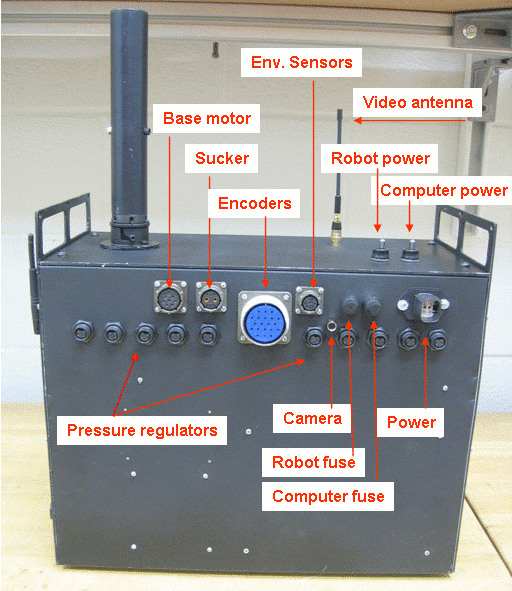 Env. Sensors
Video antenna
Base motor
Sucker
Robot power
Computer power
Encoders
Pressure regulators
Camera
Power
Robot fuse
Computer fuse